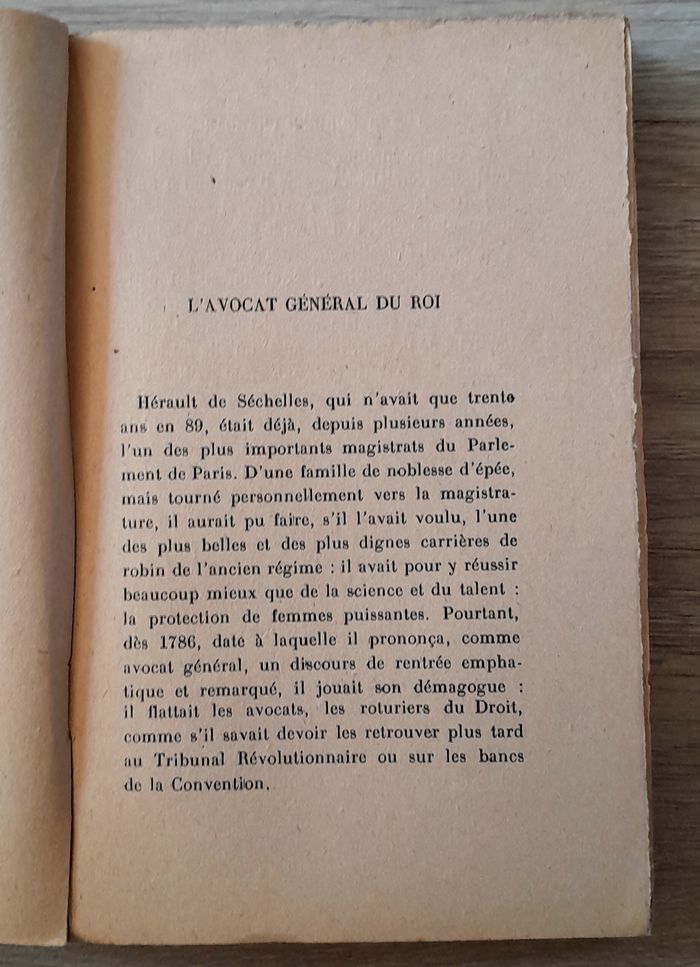 L'AVOCAT GÉNÉRAL DU ROI
Hérault de Séchelles, qui n'avait que trente
ans en 89, était déjà, depuis plusieurs années,
l'un des plus importants magistrats du Parle-
ment de Paris. D'une famille de noblesse d'épée,
mais tourné personnellement vers la magistra-
ture, il aurait pu faire, s'il l'avait voulu, l'une
des plus belles et des plus dignes carrières de
robin de l'ancien régime : il avait pour y réussir
beaucoup mieux que de la science et du talent :
la protection de femmes puissantes. Pourtant,
dès 1786, date à laquelle il prononça, comme
avocat général, un discours de rentrée empha-
tique et remarqué, il jouait son démagogue :
il flattait les avocats, les roturiers du Droit,
comme s'il savait devoir les retrouver plus tard
au Tribunal Révolutionnaire ou sur les bancs
de la Convention.